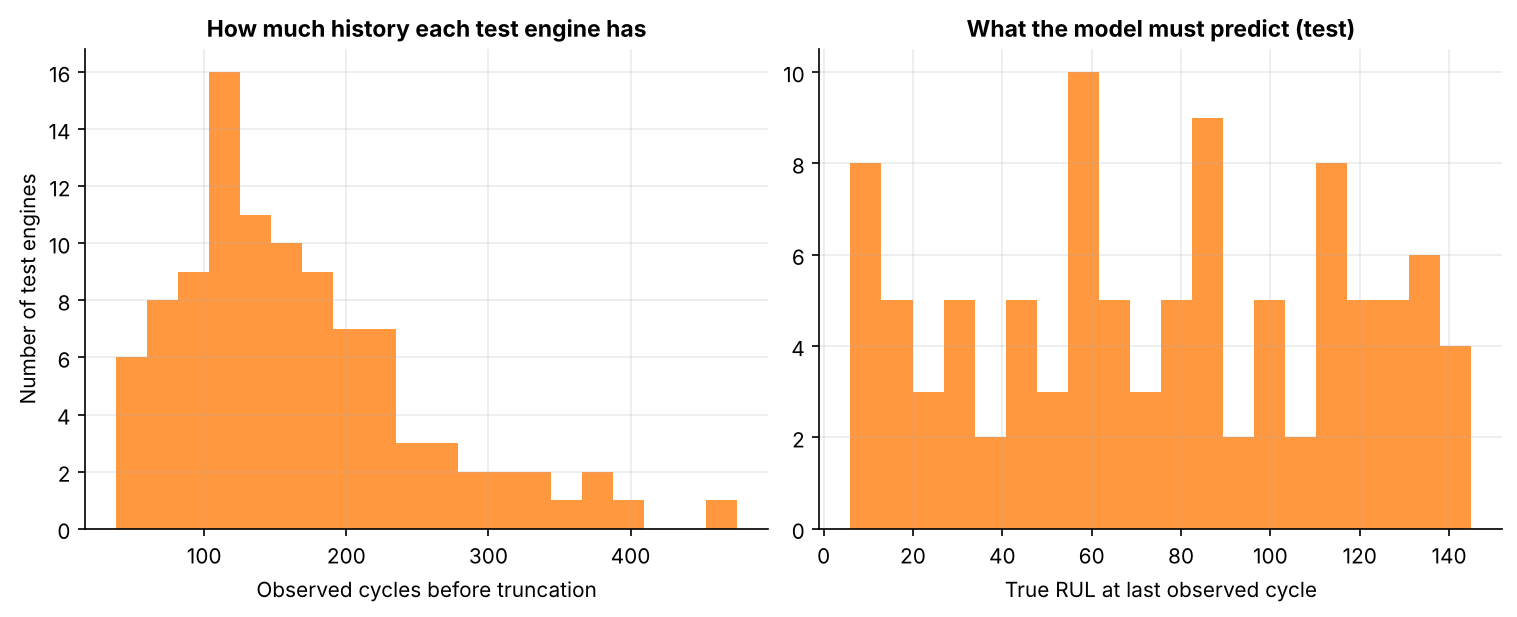 How much history each test engine has
Number of test engines
16
14
12
10
8
6
4
2
0
100 200 300 400
Observed cycles before truncation
What the model must predict (test)
10
8
6
4
2
0
0 20 40 60 80 100 120 140
True RUL at last observed cycle